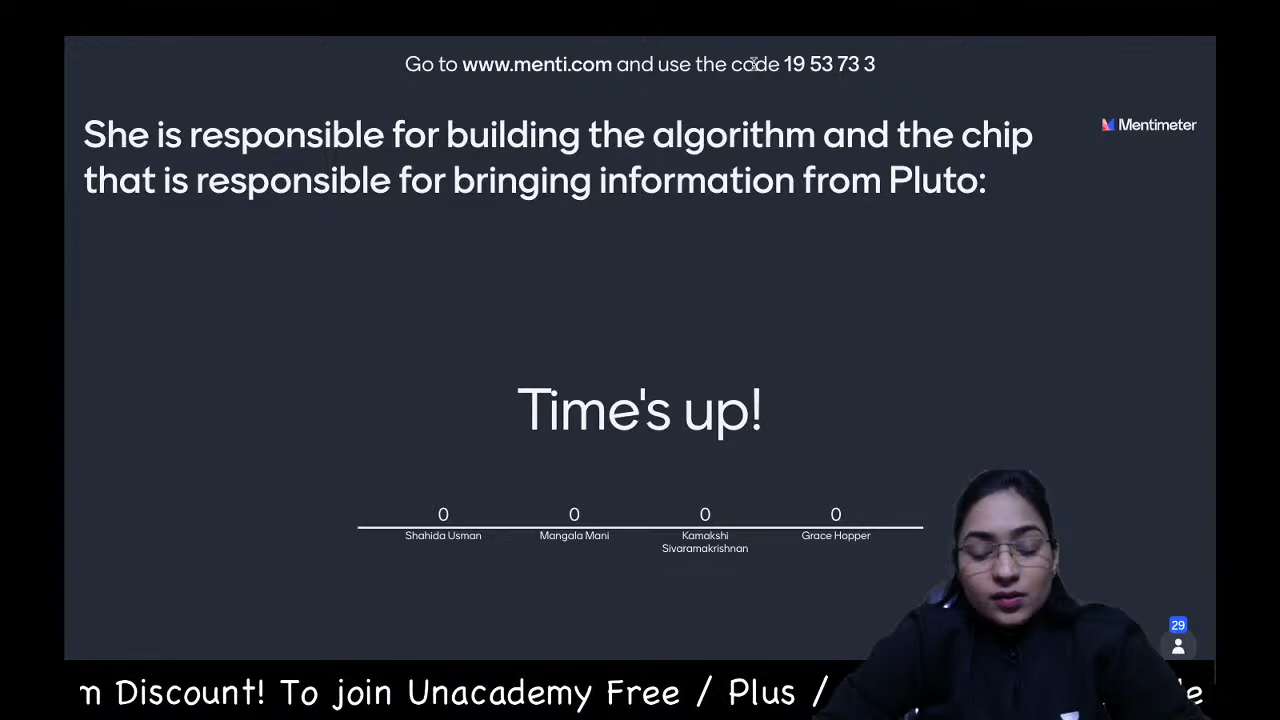 Go to www.menti.com and use the code 19 53 73 3
She is responsible for building the algorithm and the chip
that is responsible for bringing information from Pluto:
Mentimeter
Time's up!
0 0 0 0
Shahida Usman Mangala Mani Kamakshi Sivaramakrishnan Grace Hopper
29
m Discount! To join Unacademy Free / Plus /